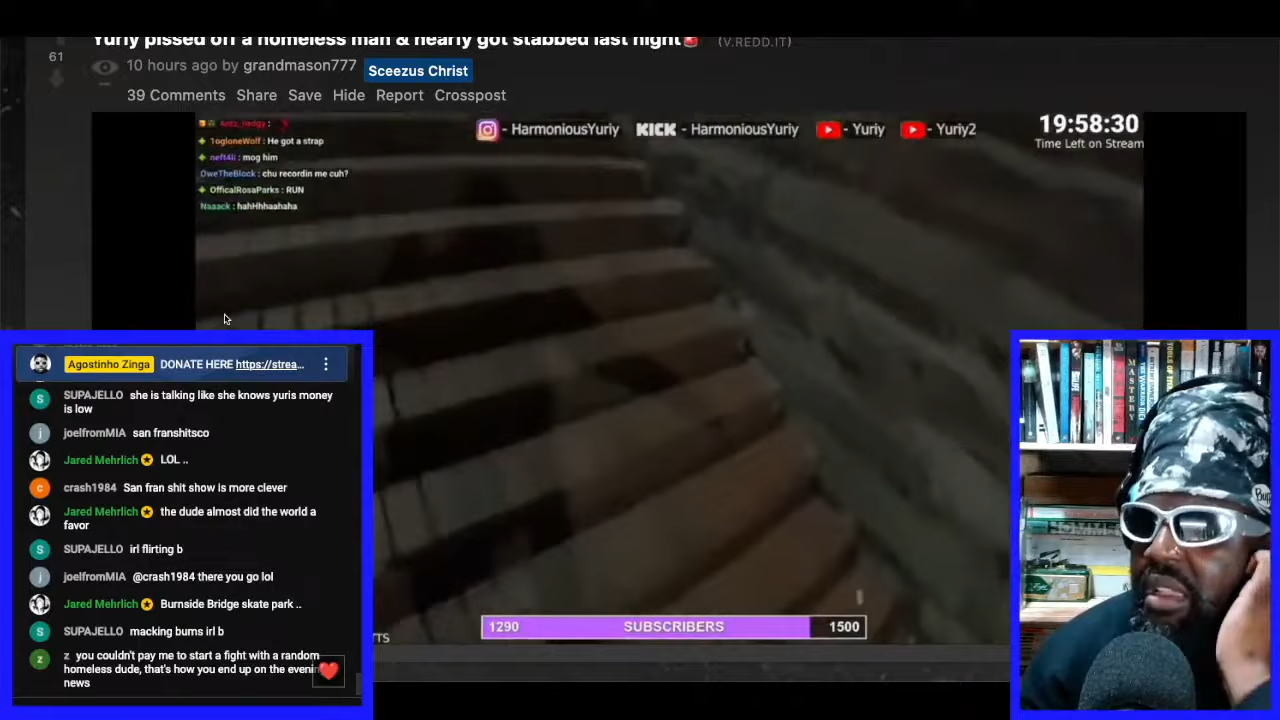 Yuriy pissed off a homeless man & nearly got stabbed last night (V.REDD.IT)
61
10 hours ago by grandmason777 Sceezus Christ
39 Comments Share Save Hide Report Crosspost
1ogloneWolf : He got a strap
neft4li : mog him
OweTheBlock : chu recordin me cuh?
OfficalRosaParks : RUN
Naaack : hahHhhaahaha
- HarmoniousYuriy KICK - HarmoniousYuriy - Yuriy - Yuriy2
19:58:30
Time Left on Stream
Agostinho Zinga DONATE HERE https://strea...
SUPAJELLO she is talking like she knows yuris money
is low
joelfromMIA san franshitsco
Jared Mehrlich LOL ..
crash1984 San fran shit show is more clever
Jared Mehrlich the dude almost did the world a
favor
SUPAJELLO irl flirting b
joelfromMIA @crash1984 there you go lol
Jared Mehrlich Burnside Bridge skate park ..
SUPAJELLO macking bums irl b
z you couldn't pay me to start a fight with a random
homeless dude, that's how you end up on the evenin
news
1290 SUBSCRIBERS 1500
MASTERY